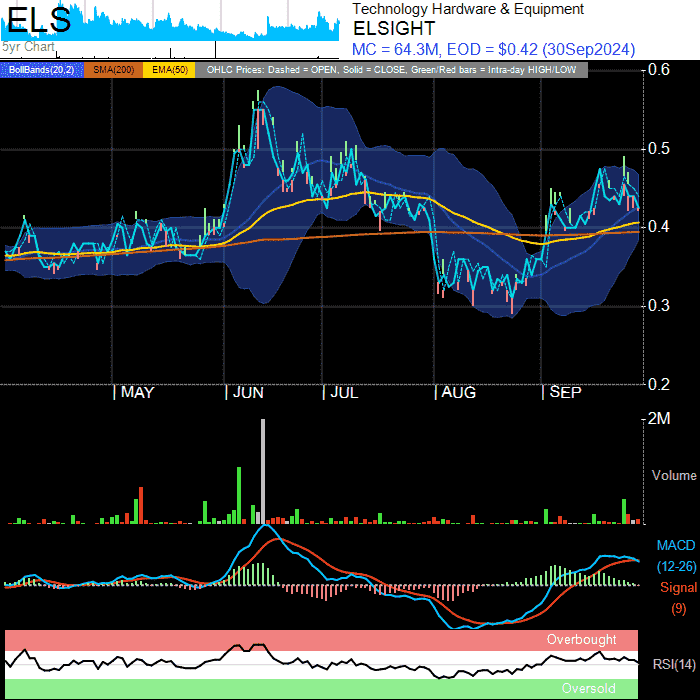 ELS
5yr Chart
Technology Hardware & Equipment
ELSIGHT
MC = 64.3M, EOD = $0.42 (30Sep2024)
BollBands(20,2) SMA(200) EMA(50) OHLC Prices: Dashed = OPEN, Solid = CLOSE, Green/Red bars = Intra-day HIGH/LOW
0.6
0.5
0.4
0.3
0.2
MAY JUN JUL AUG SEP
2M
Volume
MACD
(12-26)
Signal
(9)
Overbought
RSI(14)
Oversold